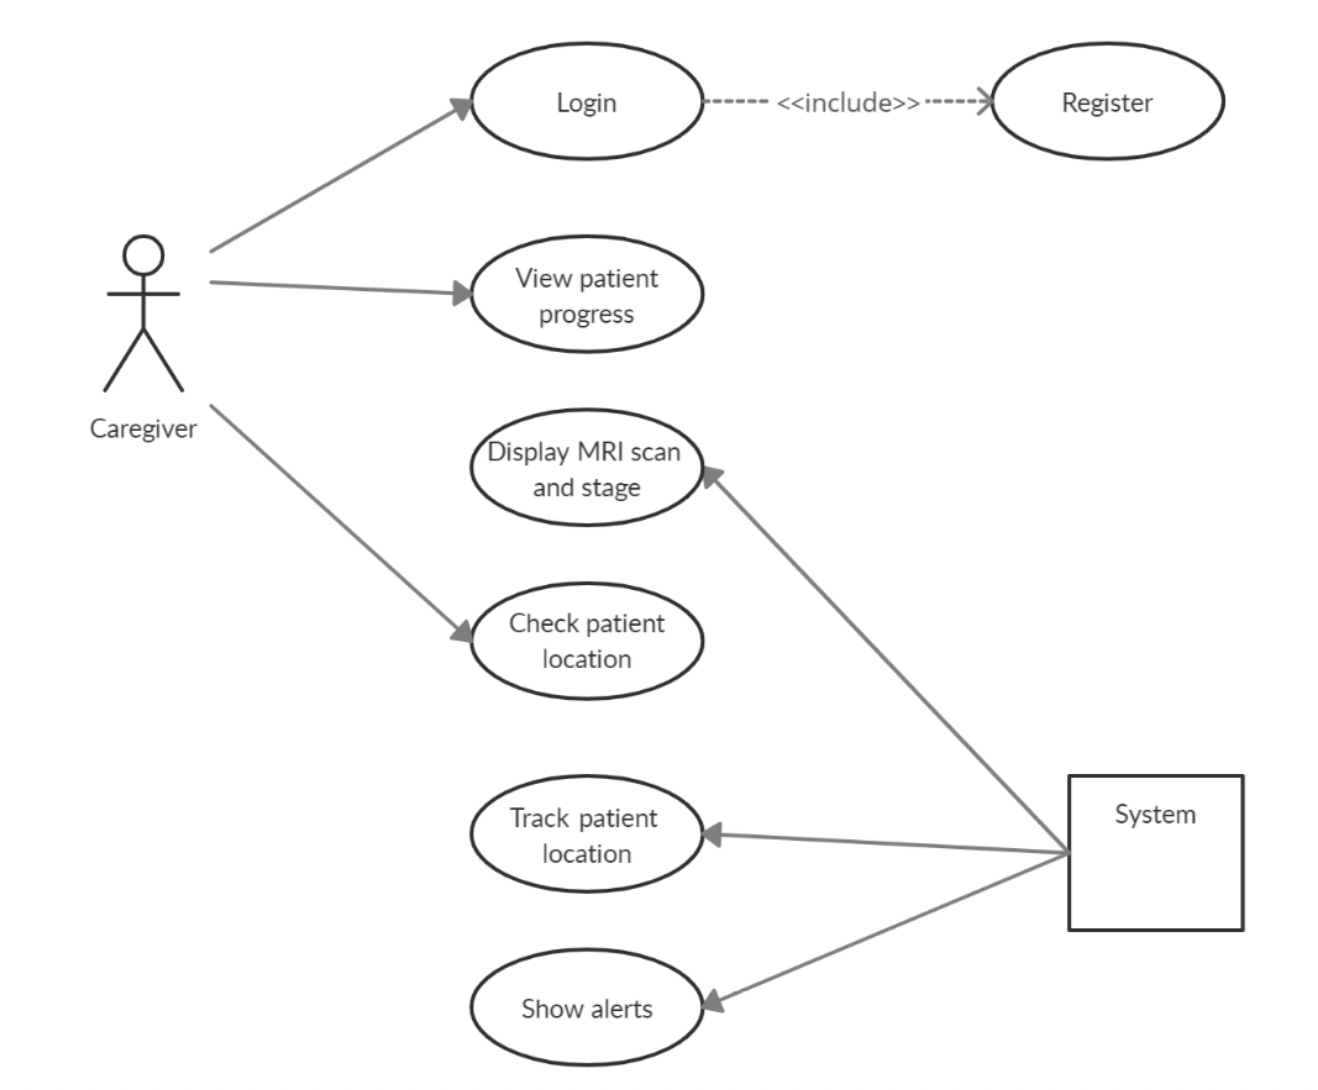 Login
<<include>>
Register
View patient
progress
Caregiver
Display MRI scan
and stage
Check patient
location
Track patient
location
System
Show alerts